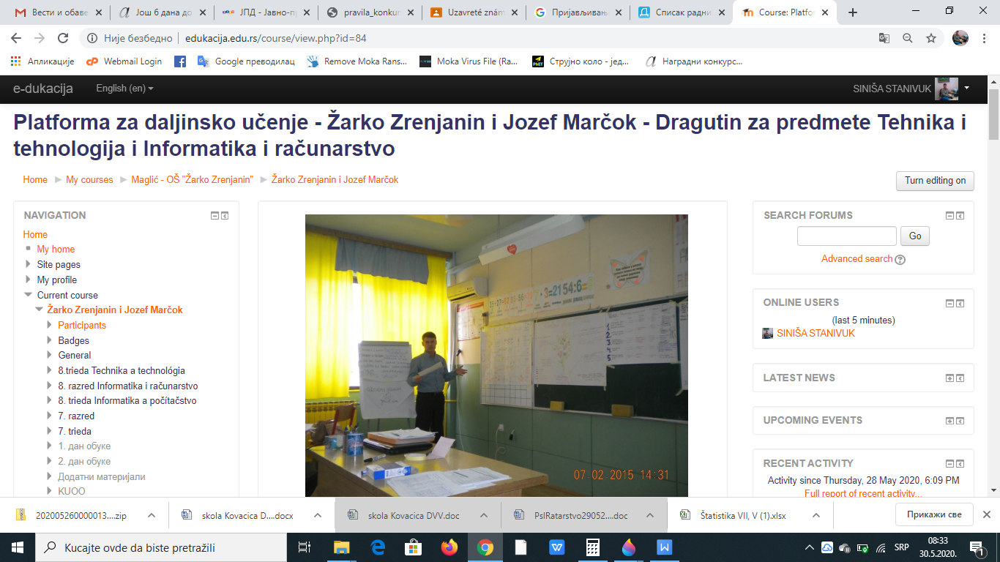 Вести и обаве
Још 6 дана до
ЈПД - Јавно-пр
pravila_konkur
Uzavreté znám
Пријављивањ
Списак радни
Course: Platfor
Није безбедно
edukacija.edu.rs/course/view.php?id=84
Апликације
Webmail Login
Google преводилац
Remove Moka Rans...
Moka Virus File (Ra...
Струјно коло - јед...
Наградни конкурс...
e-dukacija
English (en)
SINIŠA STANIVUK
Platforma za daljinsko učenje - Žarko Zrenjanin i Jozef Marčok - Dragutin za predmete Tehnika i
tehnologija i Informatika i računarstvo
Home
My courses
Maglić - OŠ "Žarko Zrenjanin"
Žarko Zrenjanin i Jozef Marčok
Turn editing on
NAVIGATION
Home
My home
Site pages
My profile
Current course
Žarko Zrenjanin i Jozef Marčok
Participants
Badges
General
8.trieda Technika a technológia
8. razred Informatika i računarstvo
8. trieda Informatika a počítačstvo
7. razred
7. trieda
1. дан обуке
2. дан обуке
Додатни материјали
KUOO
07.02.2015 14:31
SEARCH FORUMS
Go
Advanced search
ONLINE USERS
(last 5 minutes)
SINIŠA STANIVUK
LATEST NEWS
UPCOMING EVENTS
RECENT ACTIVITY
Activity since Thursday, 28 May 2020, 6:09 PM
Full report of recent activity...
202005260000013....zip
skola Kovacica D....docx
skola Kovacica DVV.doc
PslRatarstvo29052....doc
Štatistika VII, V (1).xlsx
Прикажи све
Kucajte ovde da biste pretražili
SRP
08:33
30.5.2020.
1